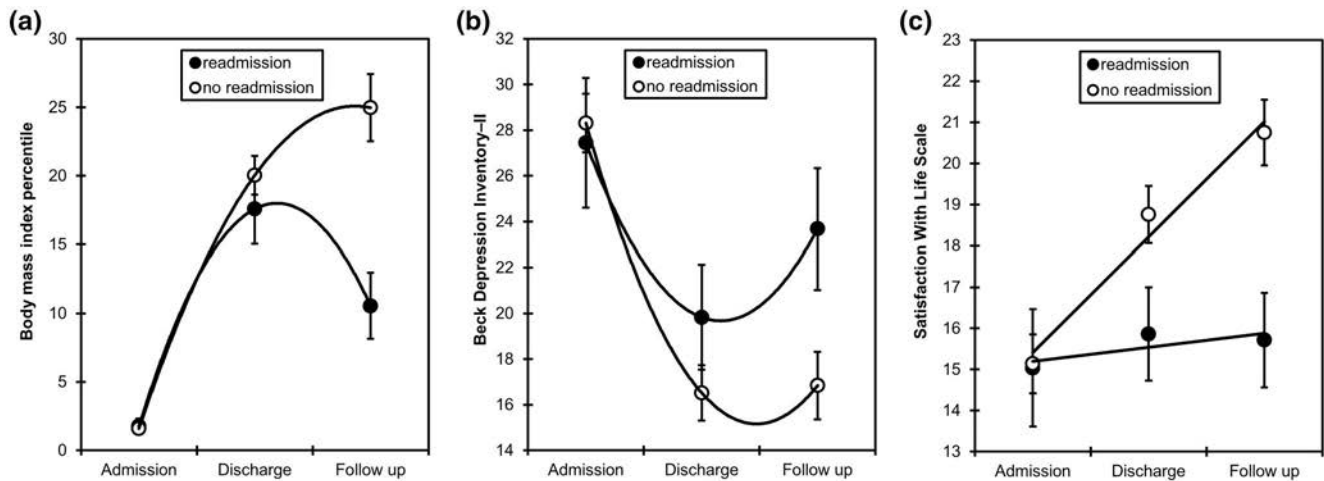 (a)
Body mass index percentile
30
25
20
15
10
5
0
readmission
no readmission
Admission
Discharge
Follow up
(b)
Beck Depression Inventory–II
32
30
28
26
24
22
20
18
16
14
readmission
no readmission
Admission
Discharge
Follow up
(c)
Satisfaction With Life Scale
23
22
21
20
19
18
17
16
15
14
13
readmission
no readmission
Admission
Discharge
Follow up